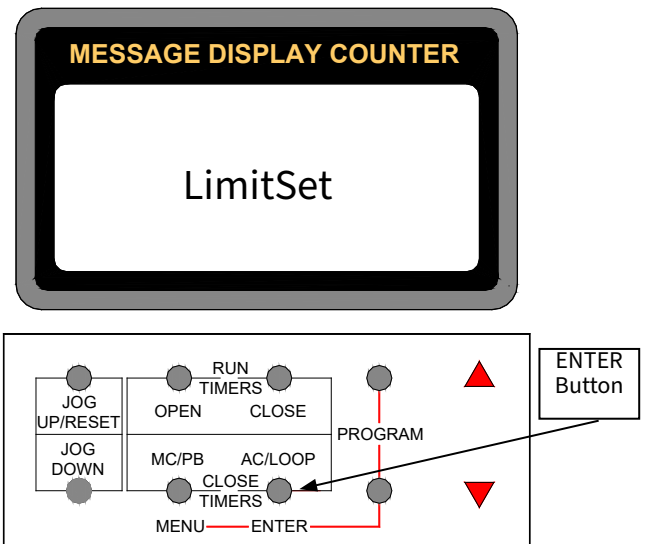 MESSAGE DISPLAY COUNTER
LimitSet
ENTER
Button
RUN
TIMERS
JOG
UP/RESET
OPEN
CLOSE
PROGRAM
JOG
DOWN
MC/PB
AC/LOOP
CLOSE
TIMERS
MENU
ENTER